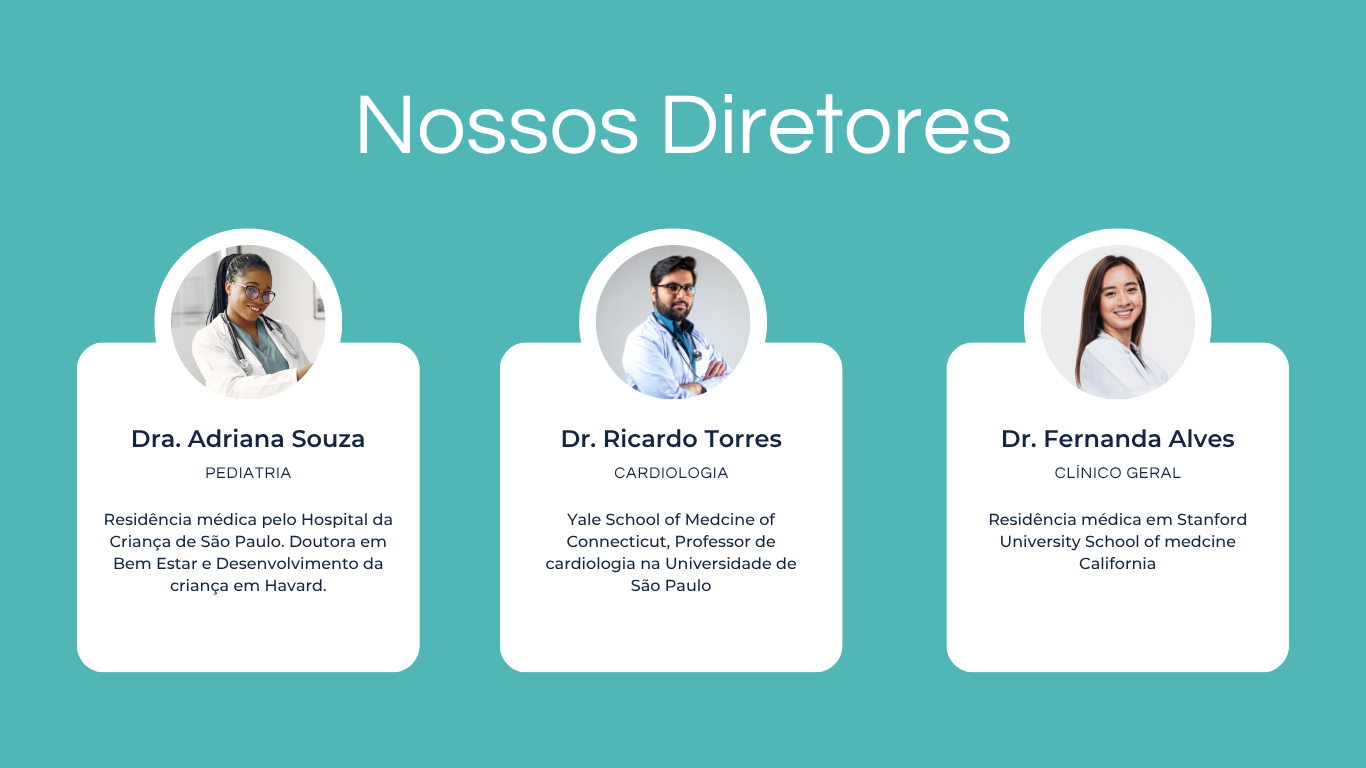 Nossos Diretores
Dra. Adriana Souza
PEDIATRIA
Residência médica pelo Hospital da
Criança de São Paulo. Doutora em
Bem Estar e Desenvolvimento da
criança em Havard.
Dr. Ricardo Torres
CARDIOLOGIA
Yale School of Medcine of
Connecticut, Professor de
cardiologia na Universidade de
São Paulo
Dr. Fernanda Alves
CLÍNICO GERAL
Residência médica em Stanford
University School of medcine
California